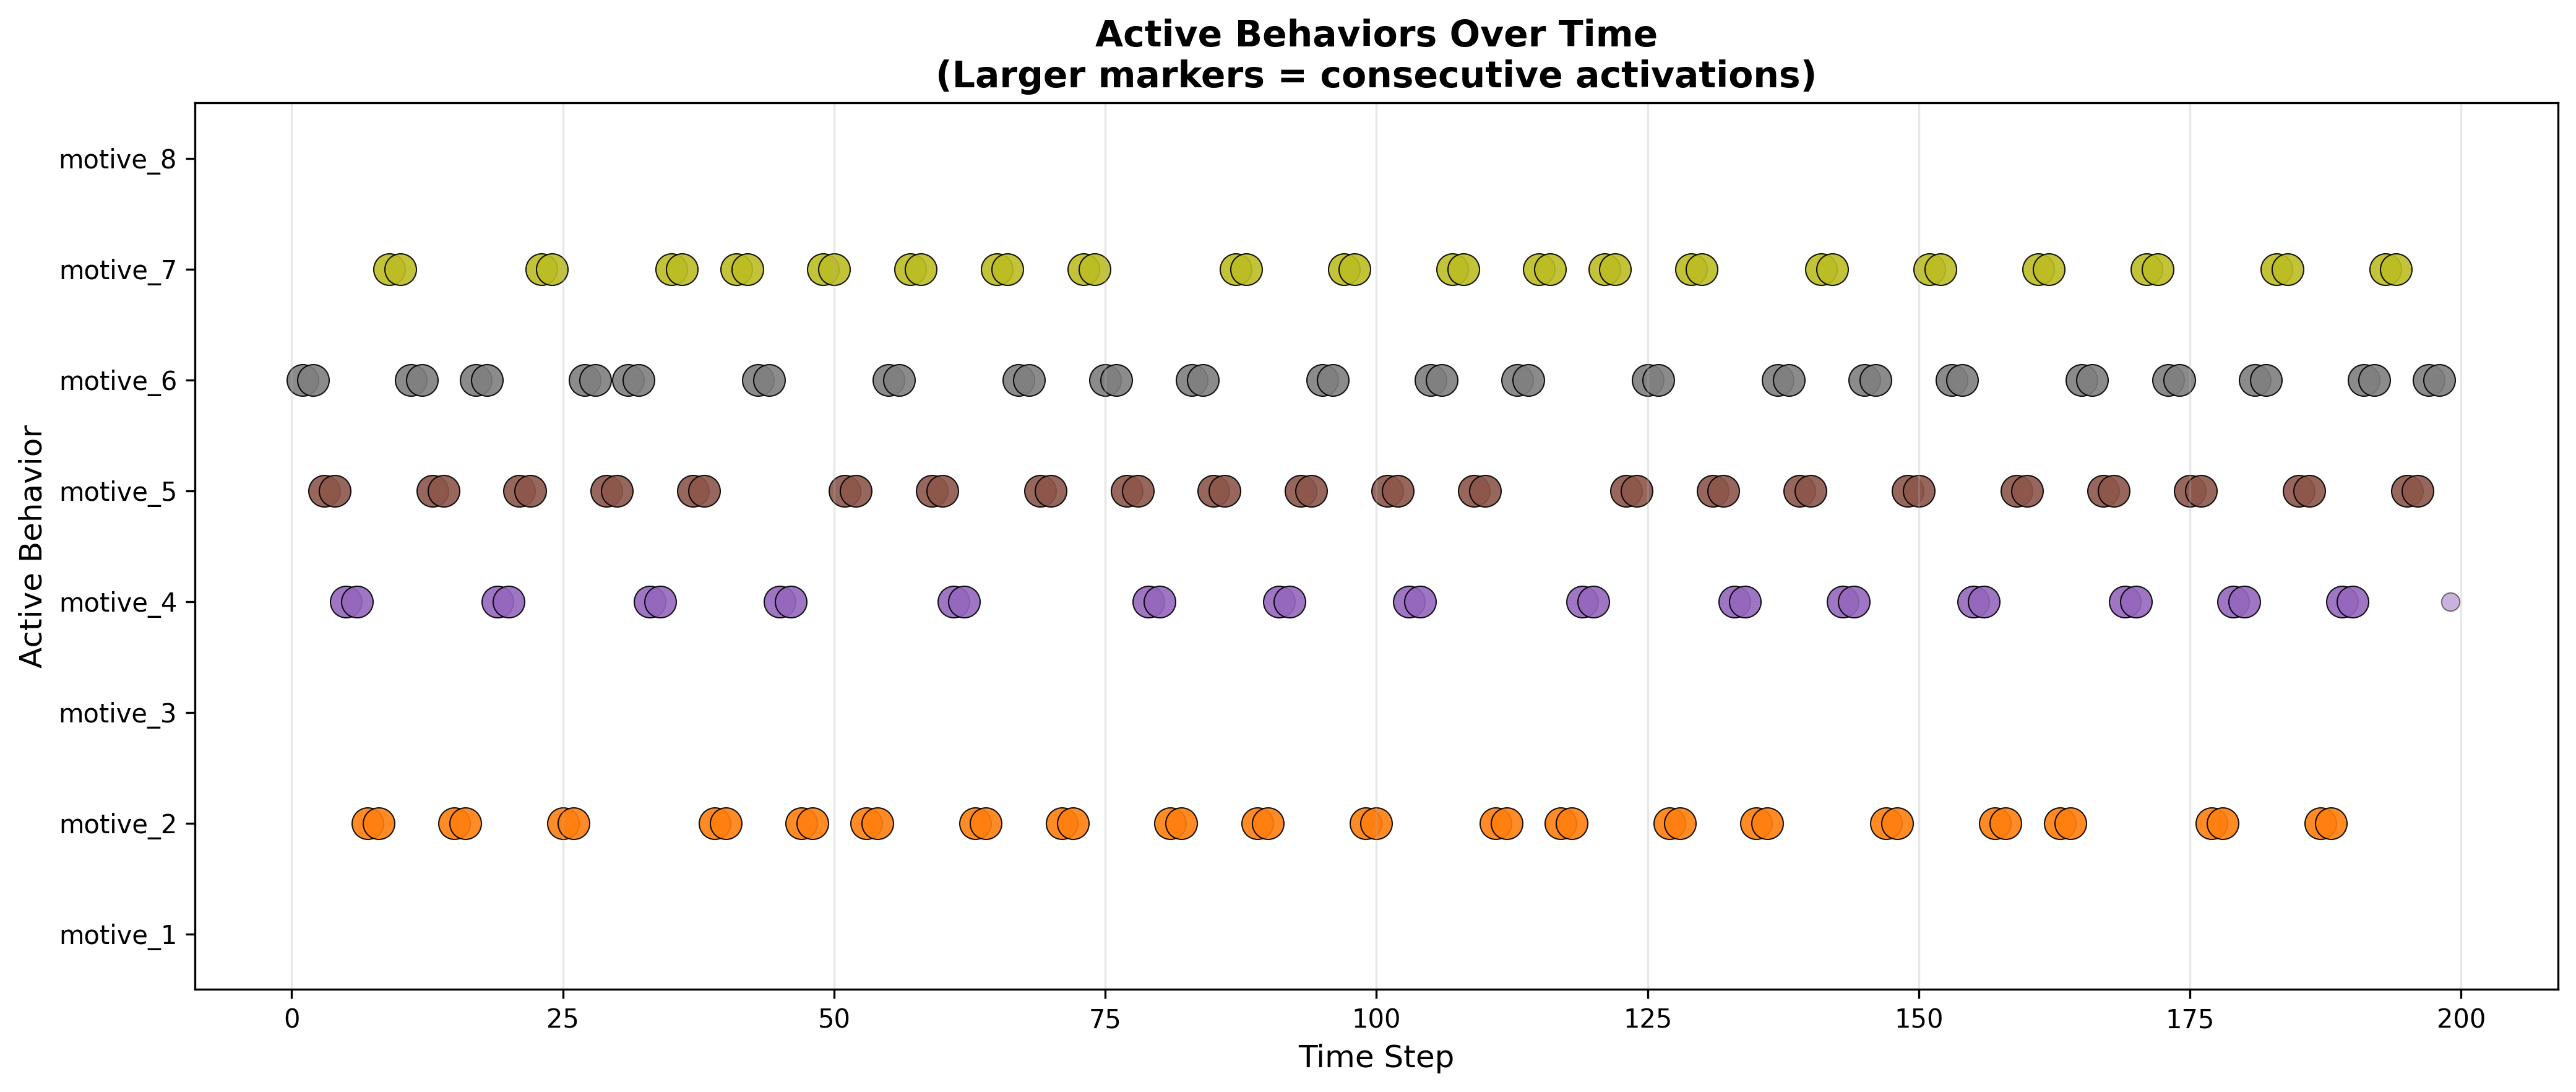 Active Behaviors Over Time
(Larger markers = consecutive activations)
Active Behavior
motive_8
motive_7
motive_6
motive_5
motive_4
motive_3
motive_2
motive_1
0 25 50 75 100 125 150 175 200
Time Step